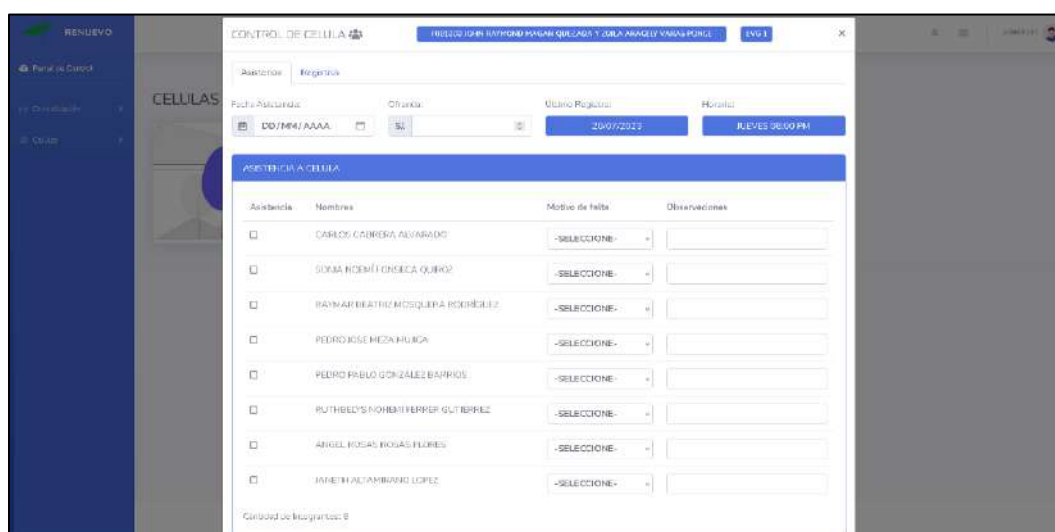 RENUEVO
CONTROL DE CELULA
EVG 1
×
Panel de Control
Asistencia Registros
CELULAS
Fecha Asistencia: Ofrenda: Último Registro: Horario:
DD/MM/AAAA S/. 20/07/2023 JUEVES 08:00 PM
ASISTENCIA A CELULA
Asistencia Nombres Motivo de falta Observaciones
CARLOS CABRERA ALVARADO -SELECCIONE-
SONIA NOEMÍ FONSECA QUIROZ -SELECCIONE-
RAYMAR BEATRIZ MOSQUERA RODRÍGUEZ -SELECCIONE-
PEDRO JOSE MEZA MUJICA -SELECCIONE-
PEDRO PABLO GONZÁLEZ BARRIOS -SELECCIONE-
RUTHBELYS NOHEMI FERRER GUTIERREZ -SELECCIONE-
ANGEL ROSAS ROSAS FLORES -SELECCIONE-
JANETH ALTAMIRANO LOPEZ -SELECCIONE-
Cantidad de Integrantes: 8